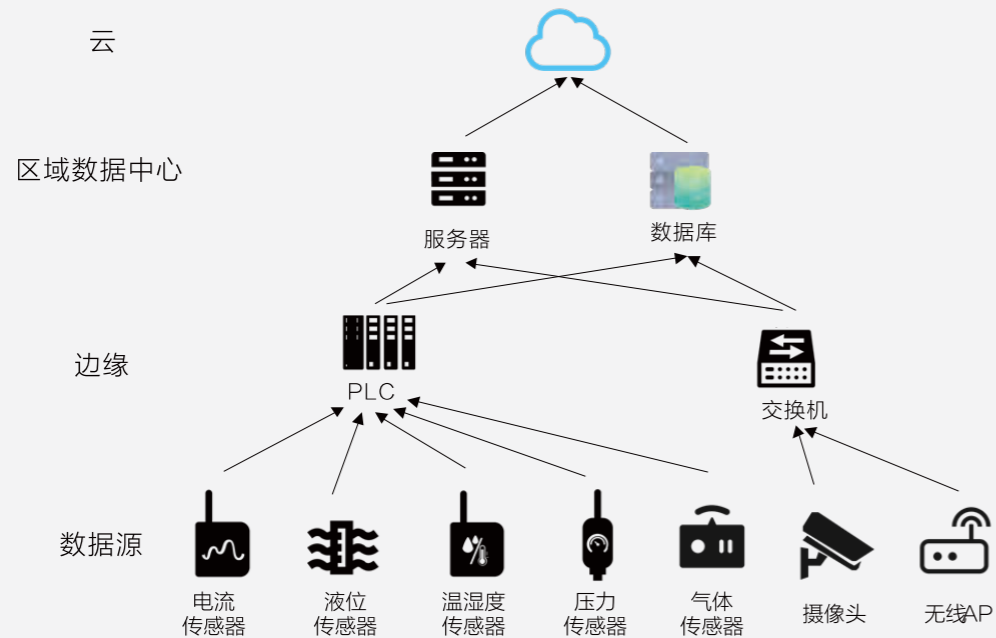 云
区域数据中心
服务器
数据库
边缘
PLC
交换机
数据源
电流
传感器
液位
传感器
温湿度
传感器
压力
传感器
气体
传感器
摄像头
无线AP